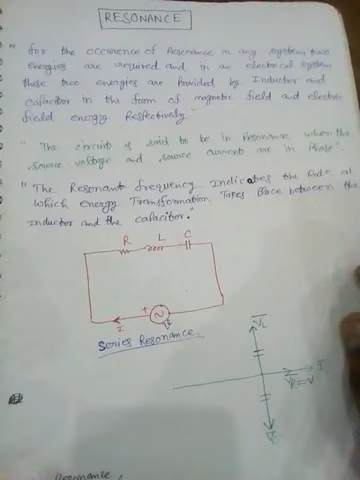 RESONANCE
" For the occurence of Resonance in any system two
energies are required and in an electrical system
these two energies are Provided by Inductor and
Capacitor in the form of magnetic field and electric
field energy Respectively
" The circuit is said to be in Resonance when the
source voltage and source current are in Phase".
" The Resonant frequency Indicates the Rate at
which energy Transformation Takes Place between the
Inductor and the capacitor."
R L C
+
I
Series Resonance.
VL
I
VR=V
Resonance,